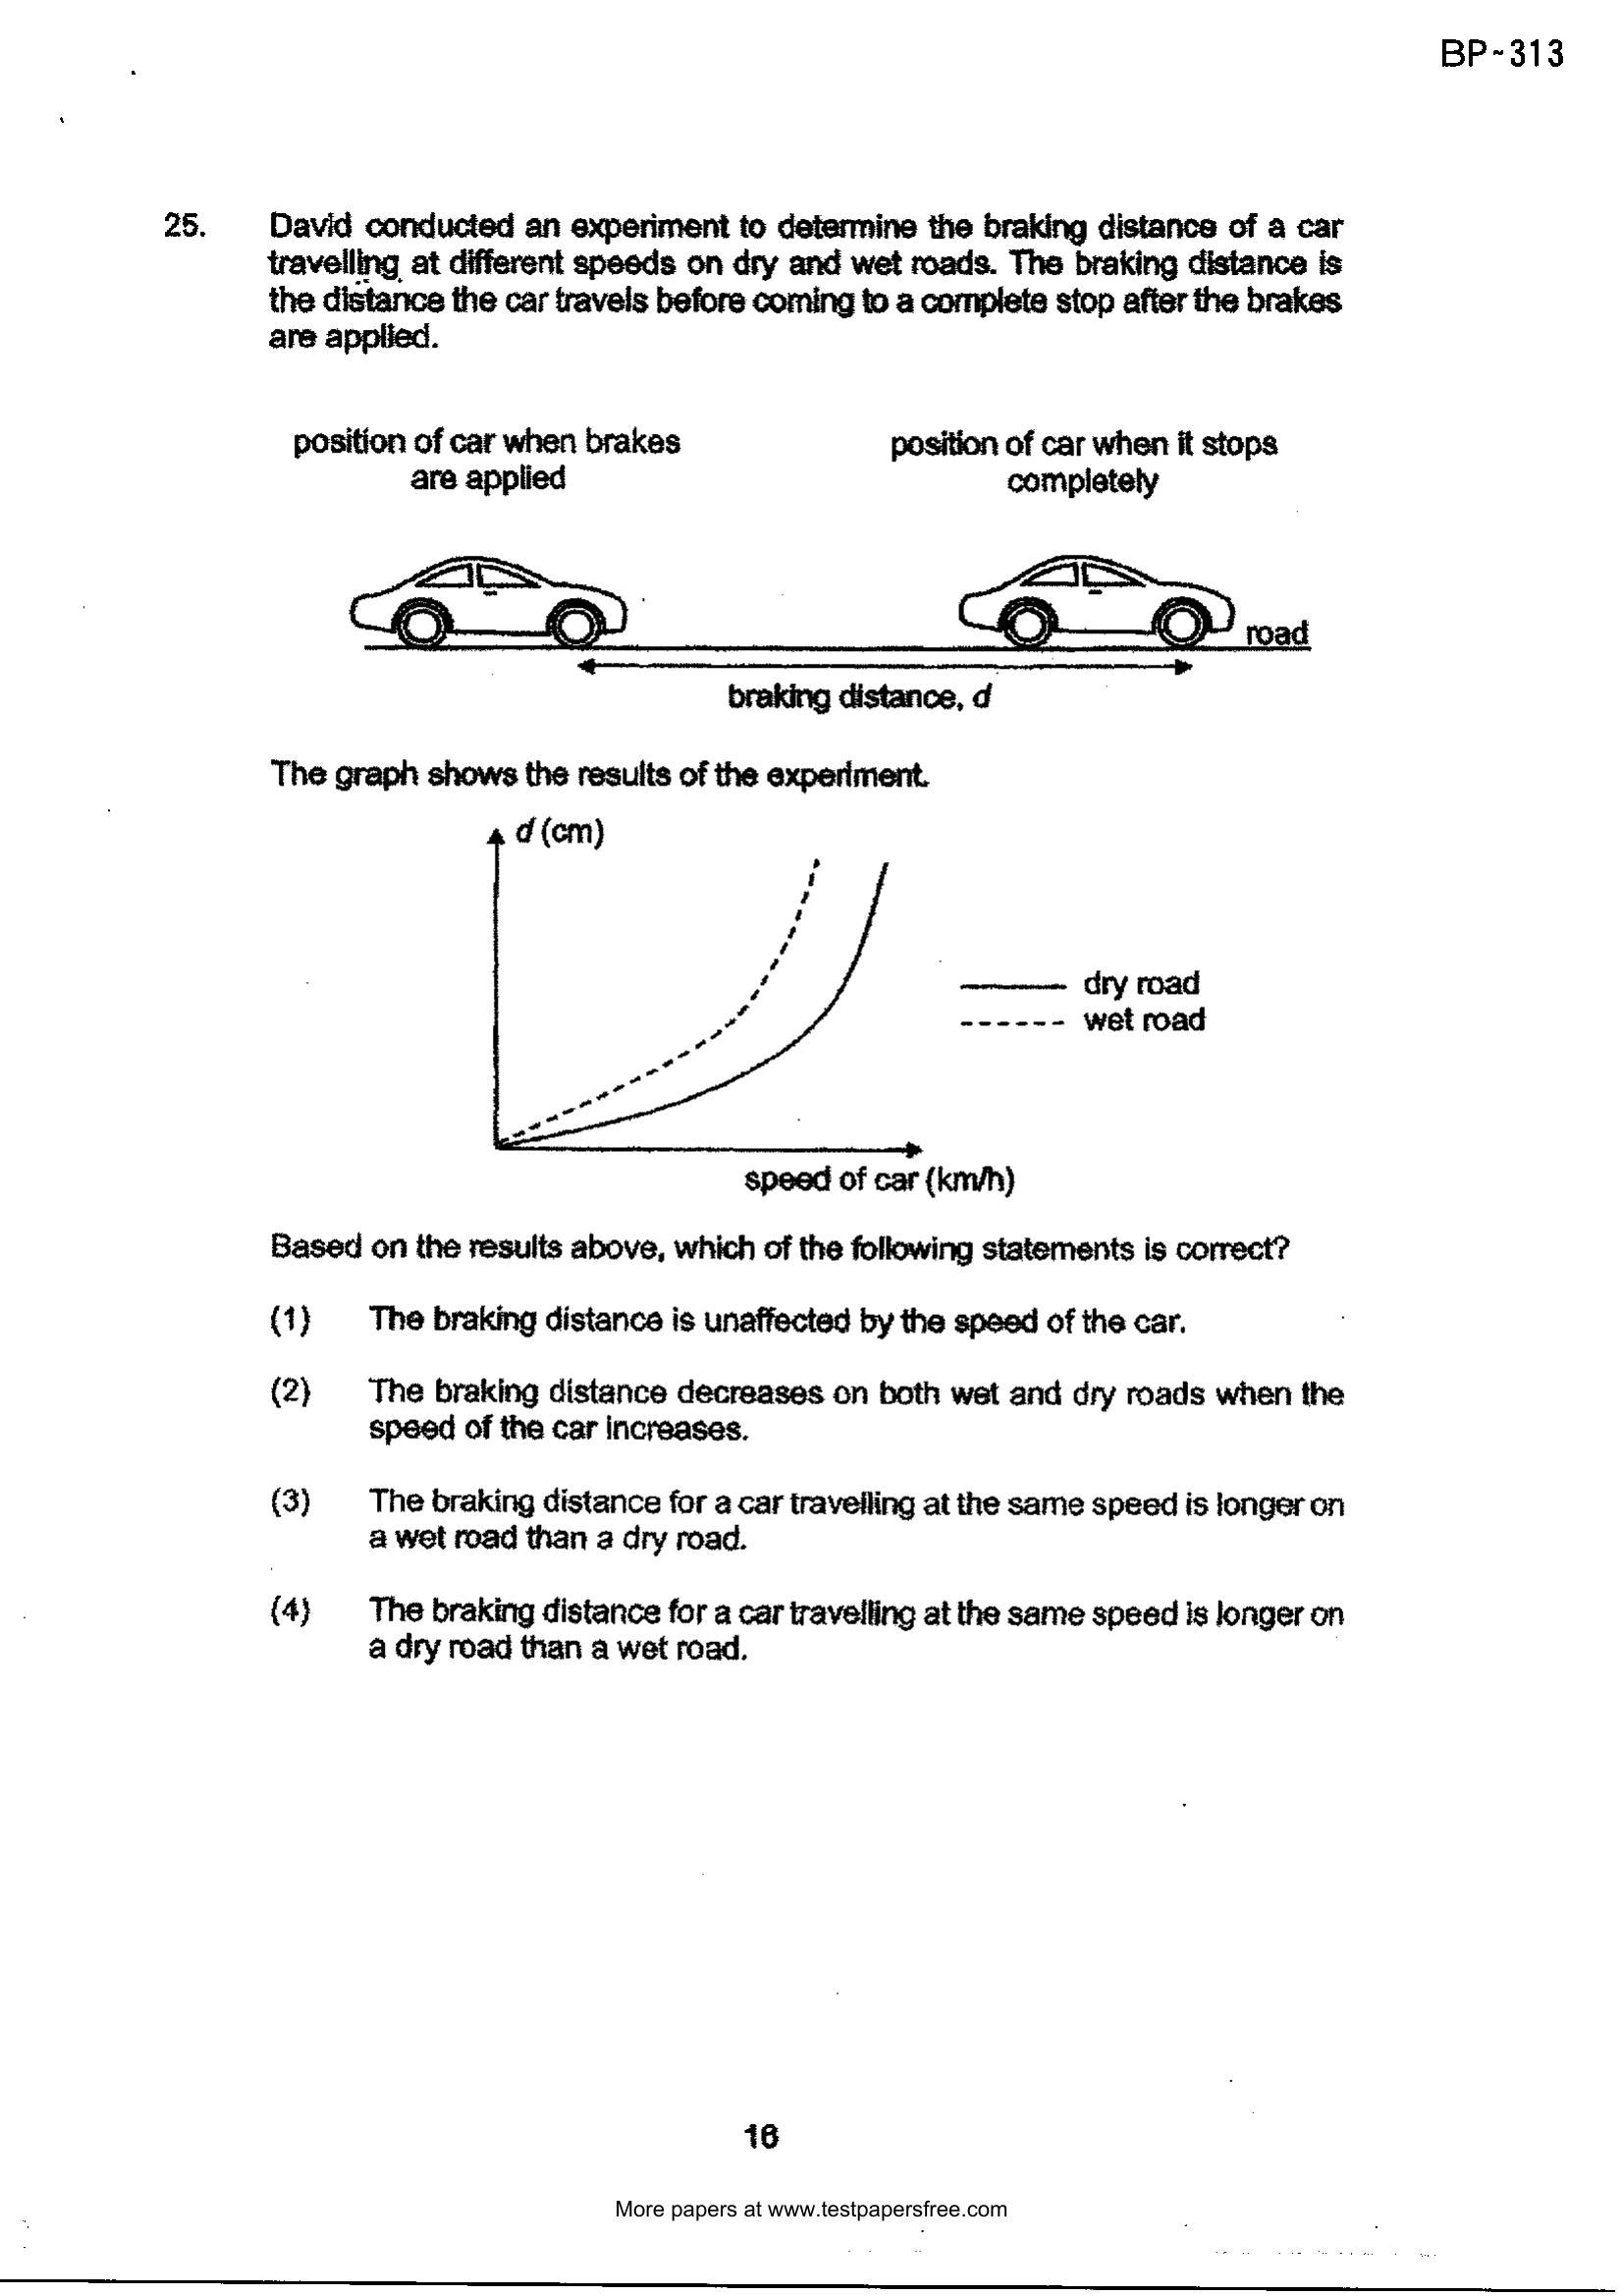 BP-313
25. David conducted an experiment to determine the braking distance of a car
travelling at different speeds on dry and wet roads. The braking distance is
the distance the car travels before coming to a complete stop after the brakes
are applied.
position of car when brakes
are applied
position of car when it stops
completely
road
braking distance, d
The graph shows the results of the experiment.
d (cm)
dry road
wet road
speed of car (km/h)
Based on the results above, which of the following statements is correct?
(1) The braking distance is unaffected by the speed of the car.
(2) The braking distance decreases on both wet and dry roads when the
speed of the car increases.
(3) The braking distance for a car travelling at the same speed is longer on
a wet road than a dry road.
(4) The braking distance for a car travelling at the same speed is longer on
a dry road than a wet road.
16
More papers at www.testpapersfree.com